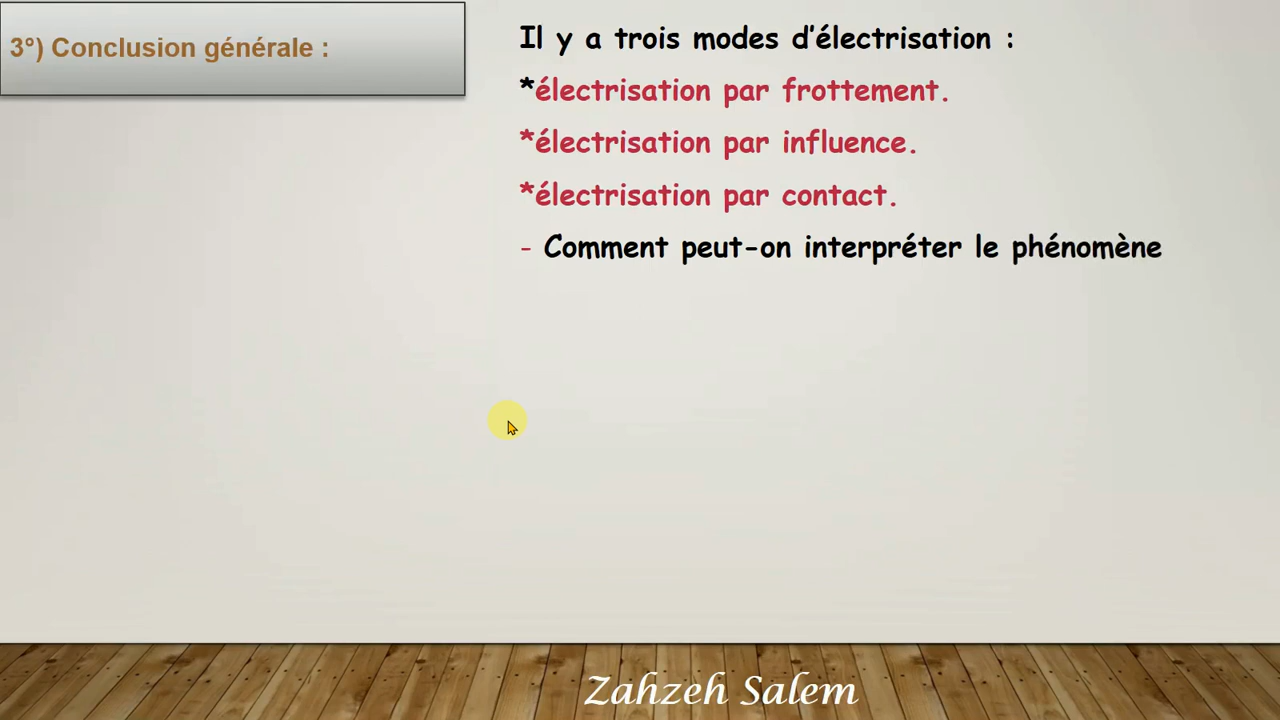 3°) Conclusion générale :
Il y a trois modes d’électrisation :
*électrisation par frottement.
*électrisation par influence.
*électrisation par contact.
- Comment peut-on interpréter le phénomène
Zahzeh Salem